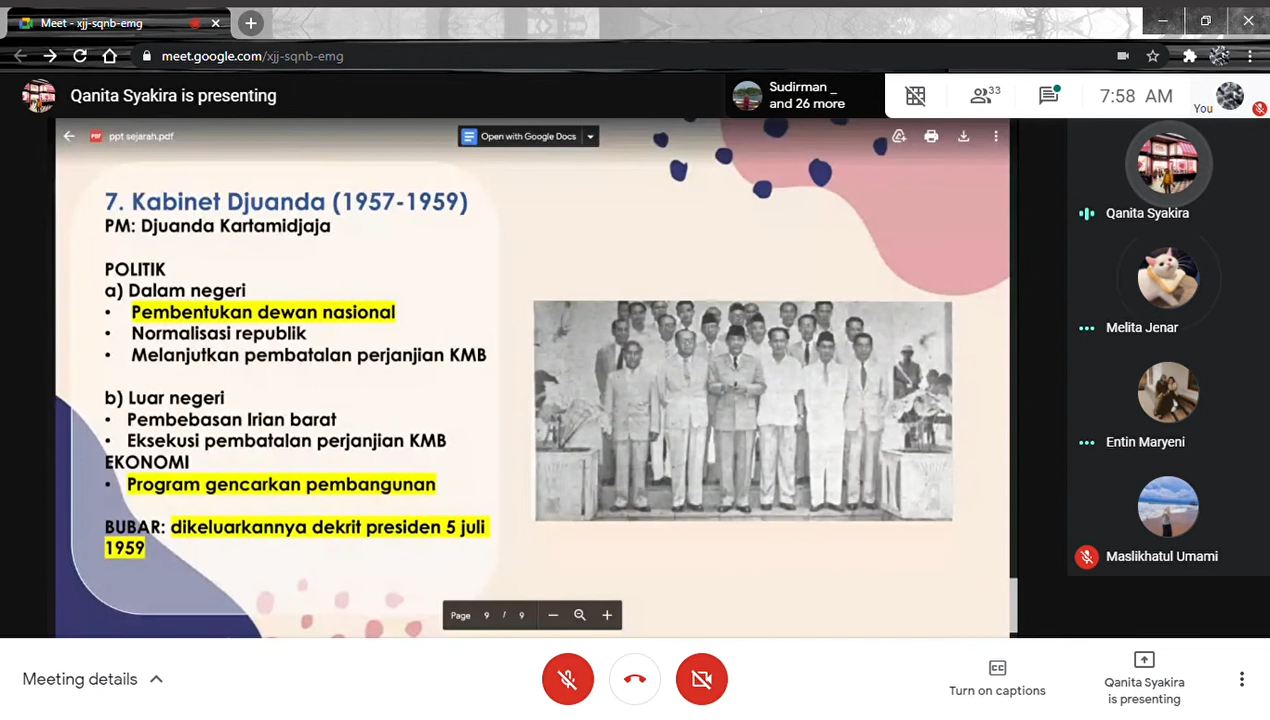 Meet - xjj-sqnb-emg
meet.google.com/xjj-sqnb-emg
Qanita Syakira is presenting
Sudirman _
and 26 more
33
7:58 AM
You
PDF
ppt sejarah.pdf
Open with Google Docs
7. Kabinet Djuanda (1957-1959)
PM: Djuanda Kartamidjaja
POLITIK
a) Dalam negeri
• Pembentukan dewan nasional
• Normalisasi republik
• Melanjutkan pembatalan perjanjian KMB
b) Luar negeri
• Pembebasan Irian barat
• Eksekusi pembatalan perjanjian KMB
EKONOMI
• Program gencarkan pembangunan
BUBAR: dikeluarkannya dekrit presiden 5 juli
1959
Page 9 / 9
Qanita Syakira
Melita Jenar
Entin Maryeni
Maslikhatul Umami
Meeting details
CC
Turn on captions
Qanita Syakira
is presenting